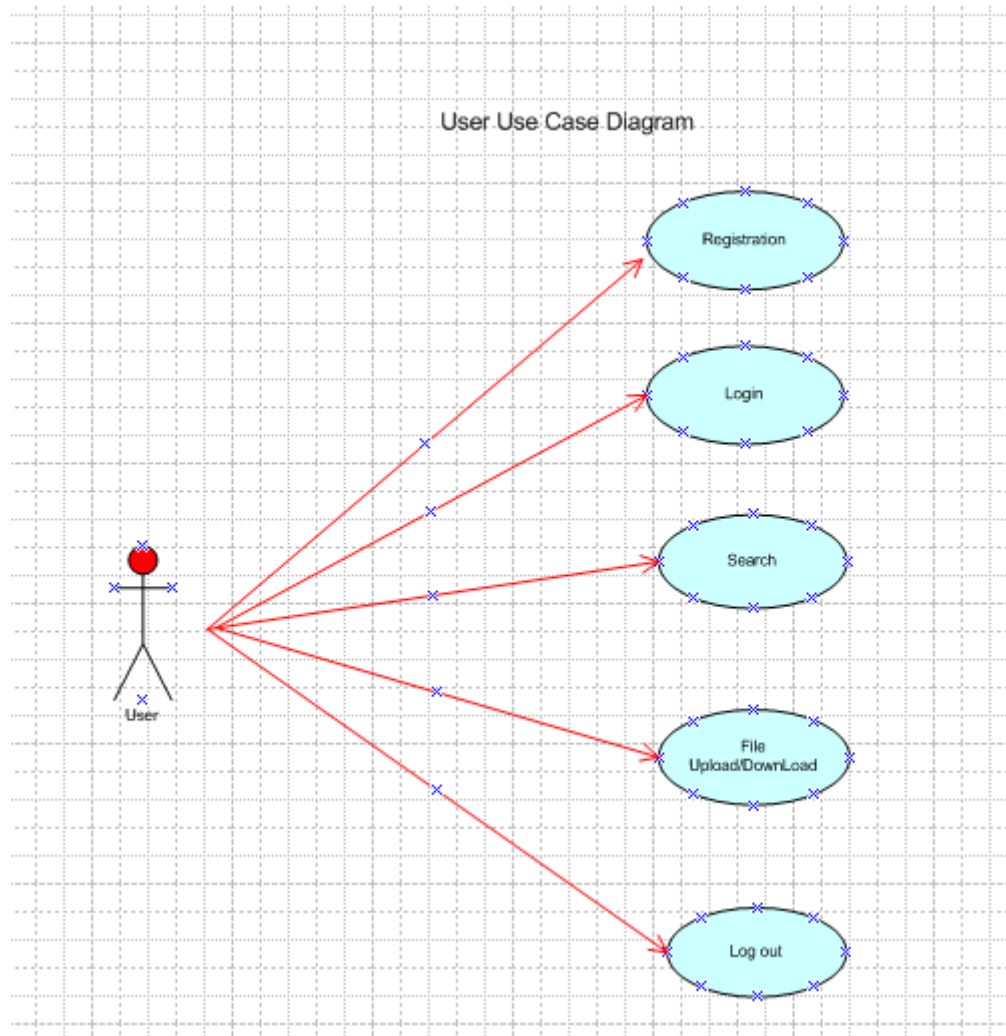 User Use Case Diagram
Registration
Login
Search
User
File
Upload/DownLoad
Log out